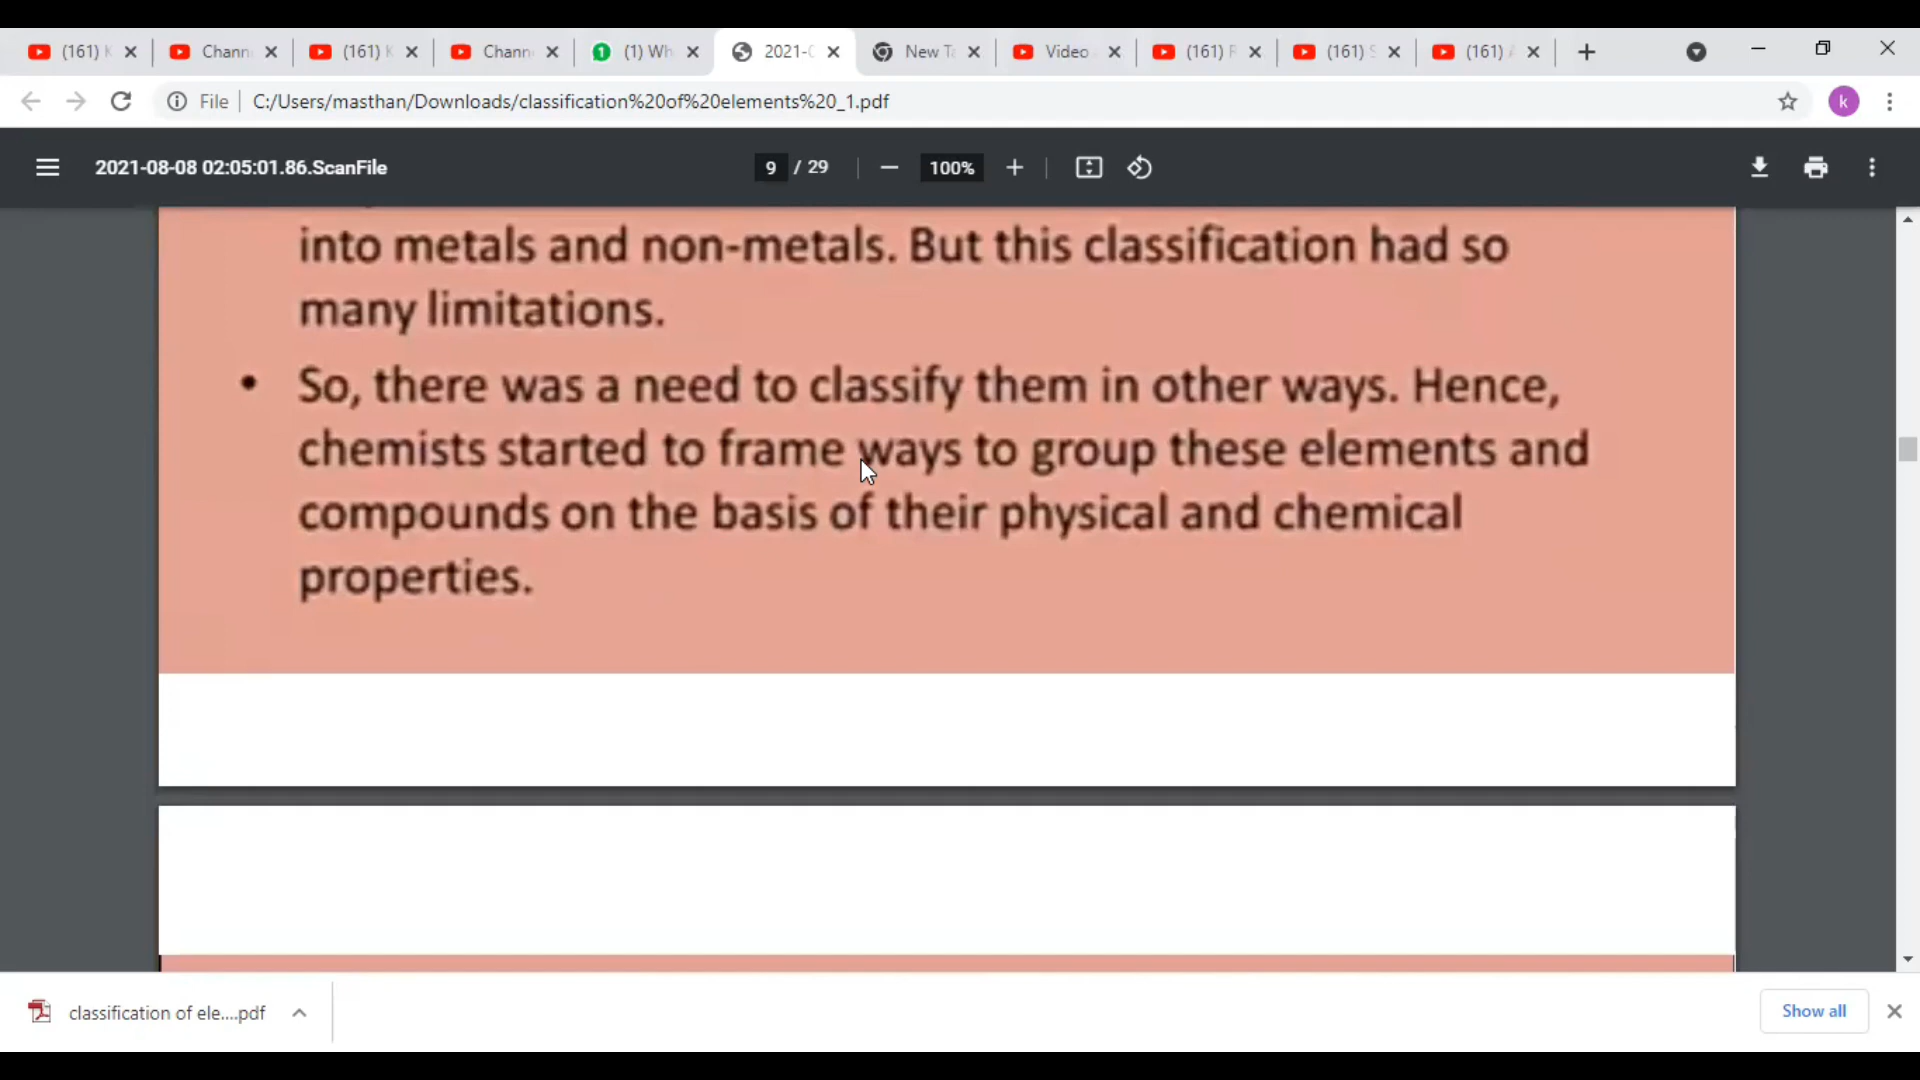 (161) K
Chann
(161) K
Chann
1
(1) Wh
2021-0
New Ta
Video
(161) F
(161) S
(161)
File
C:/Users/masthan/Downloads/classification%20of%20elements%20_1.pdf
k
2021-08-08 02:05:01.86.ScanFile
9 / 29
100%
into metals and non-metals. But this classification had so
many limitations.
• So, there was a need to classify them in other ways. Hence,
chemists started to frame ways to group these elements and
compounds on the basis of their physical and chemical
properties.
classification of ele....pdf
Show all